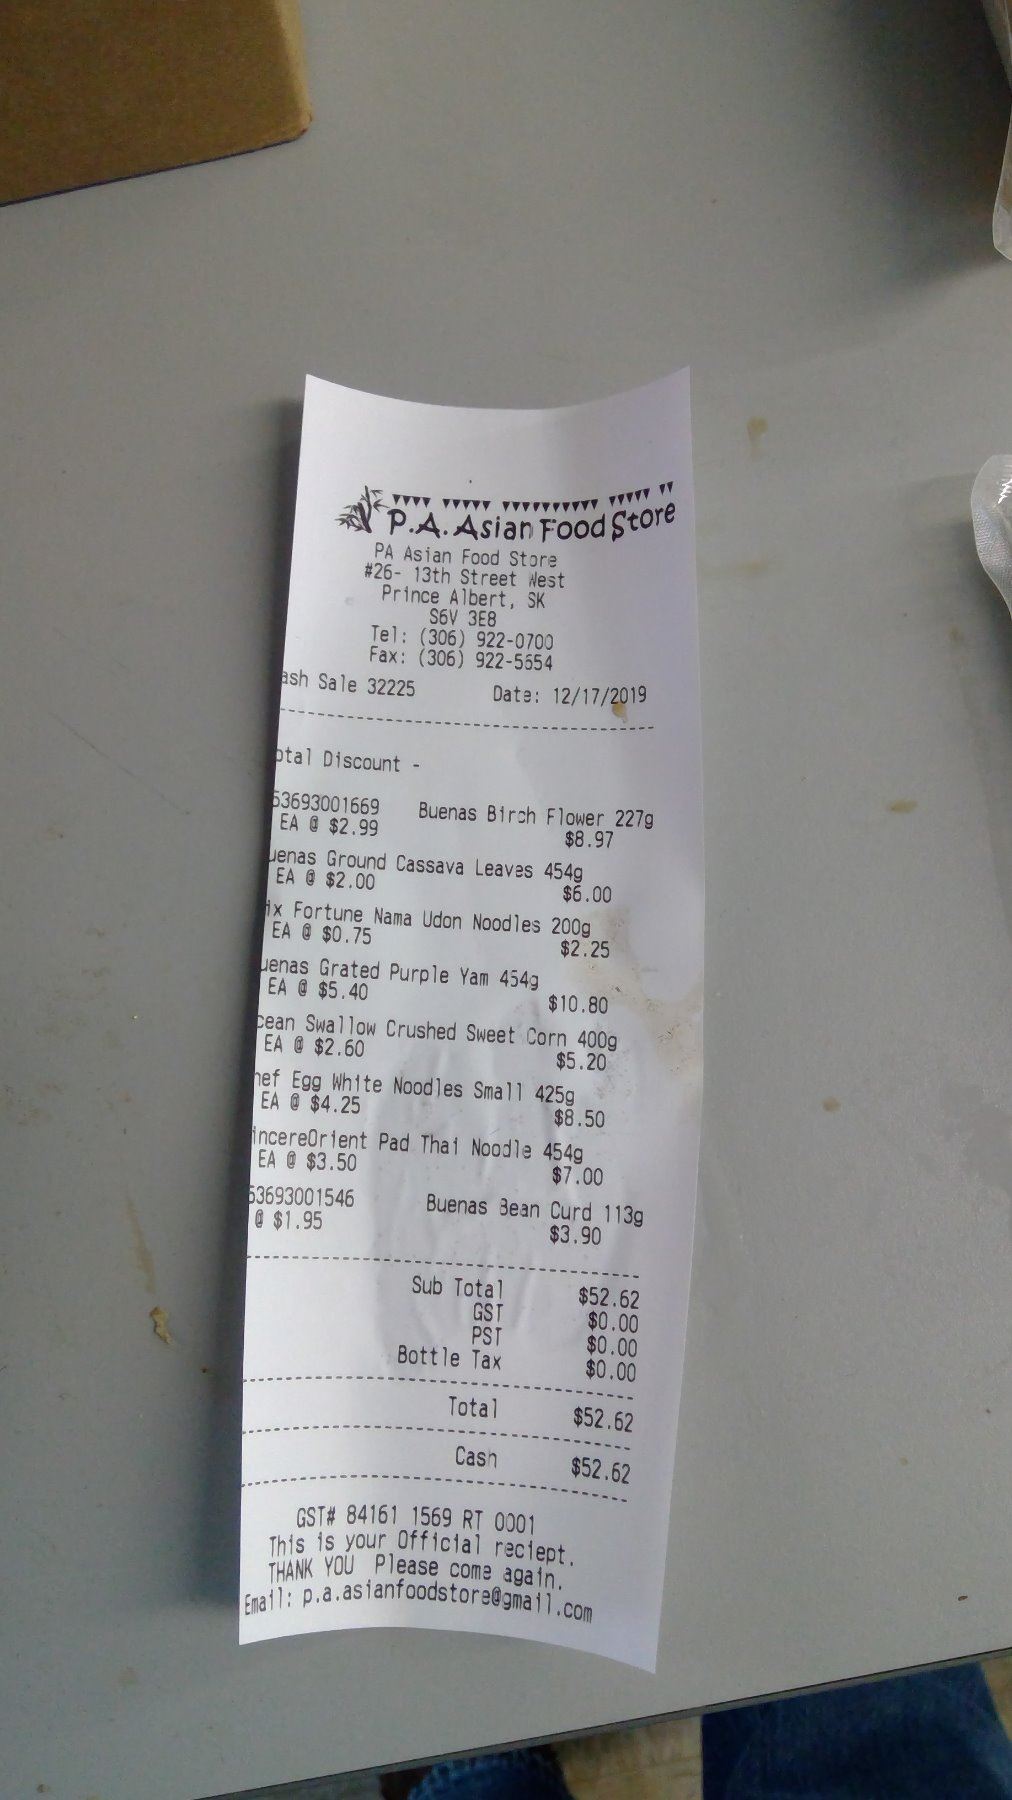 P.A. Asian Food Store
PA Asian Food Store
#26- 13th Street West
Prince Albert, SK
S6V 3E8
Tel: (306) 922-0700
Fax: (306) 922-5654
ash Sale 32225 Date: 12/17/2019
otal Discount -
53693001669 Buenas Birch Flower 227g
EA @ $2.99 $8.97
uenas Ground Cassava Leaves 454g
EA @ $2.00 $6.00
ix Fortune Nama Udon Noodles 200g
EA @ $0.75 $2.25
uenas Grated Purple Yam 454g
EA @ $5.40 $10.80
cean Swallow Crushed Sweet Corn 400g
EA @ $2.60 $5.20
hef Egg White Noodles Small 425g
EA @ $4.25 $8.50
incereOrient Pad Thai Noodle 454g
EA @ $3.50 $7.00
53693001546 Buenas Bean Curd 113g
@ $1.95 $3.90
Sub Total $52.62
GST $0.00
PST $0.00
Bottle Tax $0.00
Total $52.62
Cash $52.62
GST# 84161 1569 RT 0001
This is your Official reciept.
THANK YOU Please come again.
Email: p.a.asianfoodstore@gmail.com